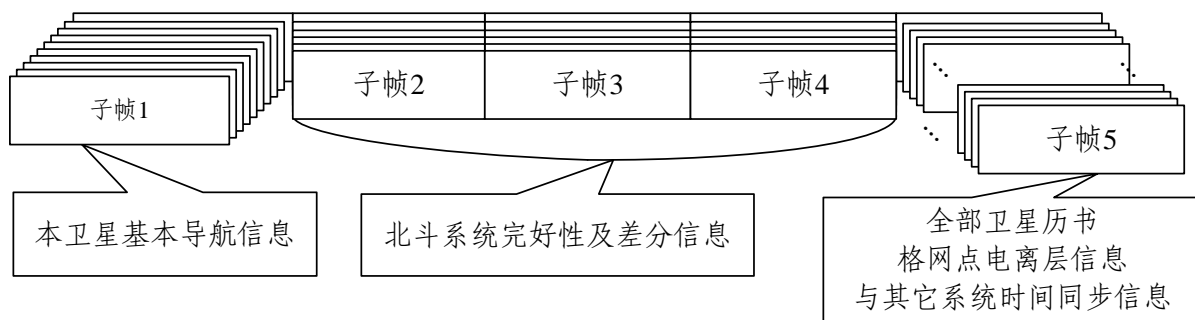 子帧1
子帧2
子帧3
子帧4
子帧5
本卫星基本导航信息
北斗系统完好性及差分信息
全部卫星历书
格网点电离层信息
与其它系统时间同步信息